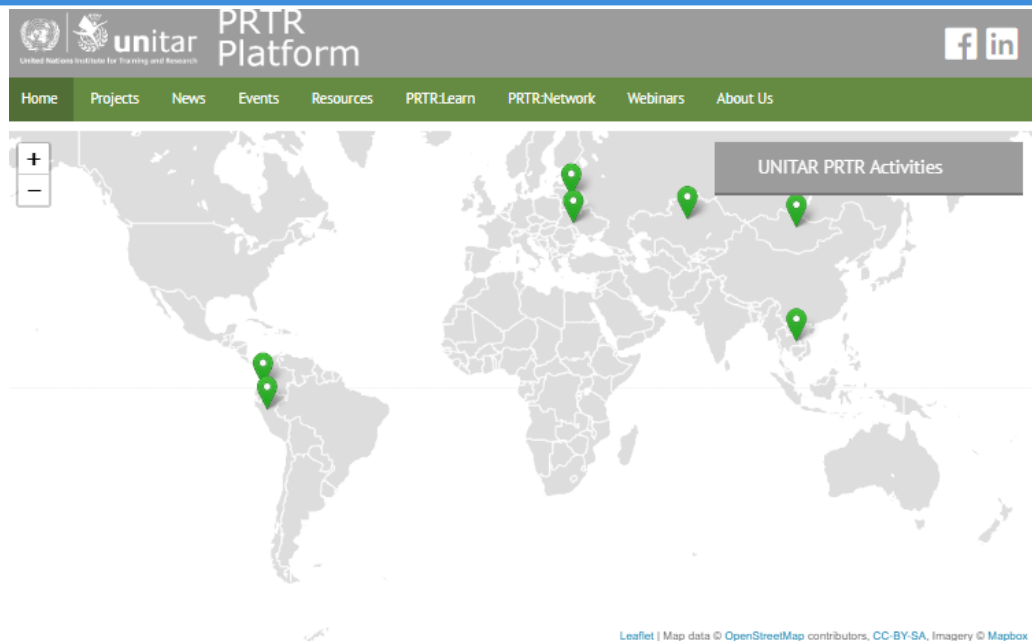 PRTR
Platform
unitar
United Nations Institute for Training and Research
f in
Home Projects News Events Resources PRTR:Learn PRTR:Network Webinars About Us
+
−
UNITAR PRTR Activities
Leaflet | Map data © OpenStreetMap contributors, CC-BY-SA, Imagery © Mapbox